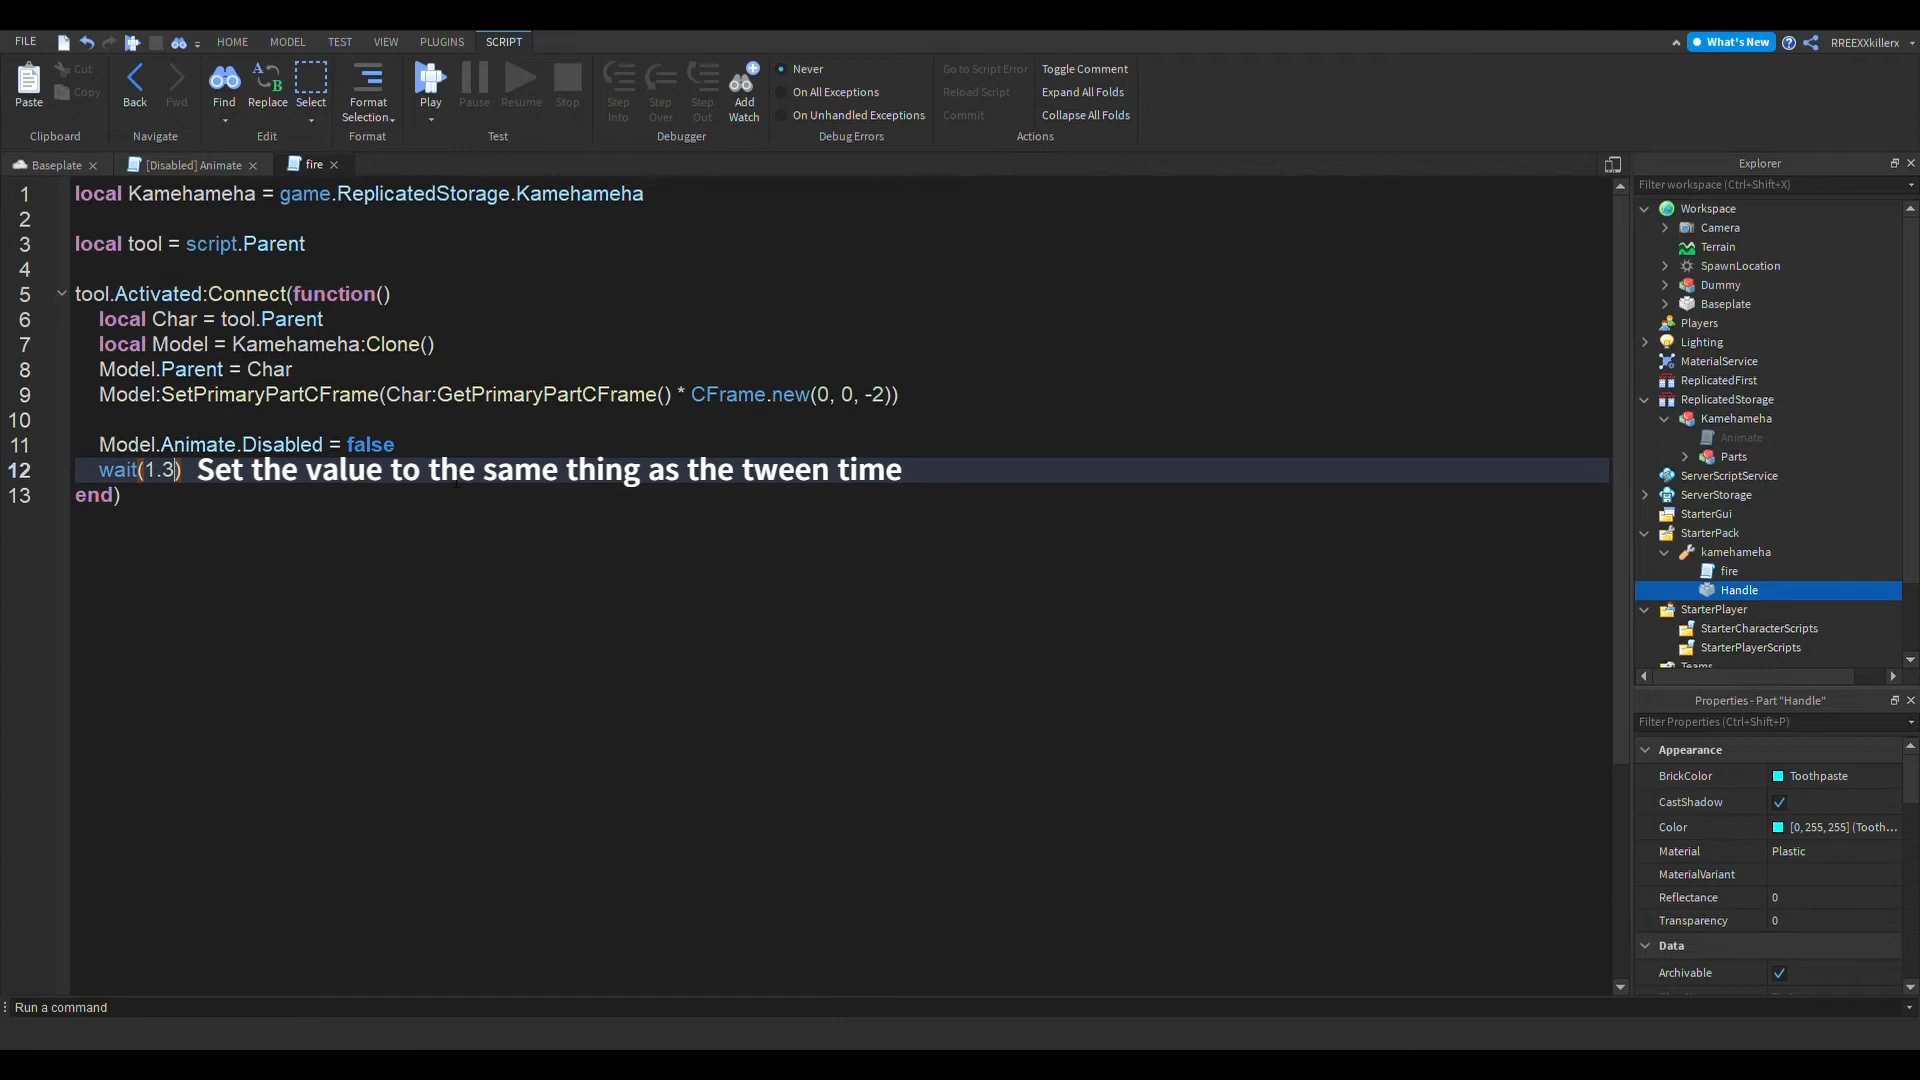 FILE HOME MODEL TEST VIEW PLUGINS SCRIPT What's New RREEXXkillerx
Paste Cut Copy Back Fwd Find Replace Select Format Selection Play Pause Resume Stop Step Into Step Over Step Out Add Watch
Never Go to Script Error Toggle Comment
On All Exceptions Reload Script Expand All Folds
On Unhandled Exceptions Commit Collapse All Folds
Clipboard Navigate Edit Format Test Debugger Debug Errors Actions
Baseplate [Disabled] Animate fire
1 local Kamehameha = game.ReplicatedStorage.Kamehameha
2
3 local tool = script.Parent
4
5 tool.Activated:Connect(function()
6 local Char = tool.Parent
7 local Model = Kamehameha:Clone()
8 Model.Parent = Char
9 Model:SetPrimaryPartCFrame(Char:GetPrimaryPartCFrame() * CFrame.new(0, 0, -2))
10
11 Model.Animate.Disabled = false
12 wait(1.3) Set the value to the same thing as the tween time
13 end)
Explorer
Filter workspace (Ctrl+Shift+X)
Workspace
Camera
Terrain
SpawnLocation
Dummy
Baseplate
Players
Lighting
MaterialService
ReplicatedFirst
ReplicatedStorage
Kamehameha
Animate
Parts
ServerScriptService
ServerStorage
StarterGui
StarterPack
kamehameha
fire
Handle
StarterPlayer
StarterCharacterScripts
StarterPlayerScripts
Teams
Properties - Part "Handle"
Filter Properties (Ctrl+Shift+P)
Appearance
BrickColor Toothpaste
CastShadow
Color [0, 255, 255] (Tooth...
Material Plastic
MaterialVariant
Reflectance 0
Transparency 0
Data
Archivable
Run a command